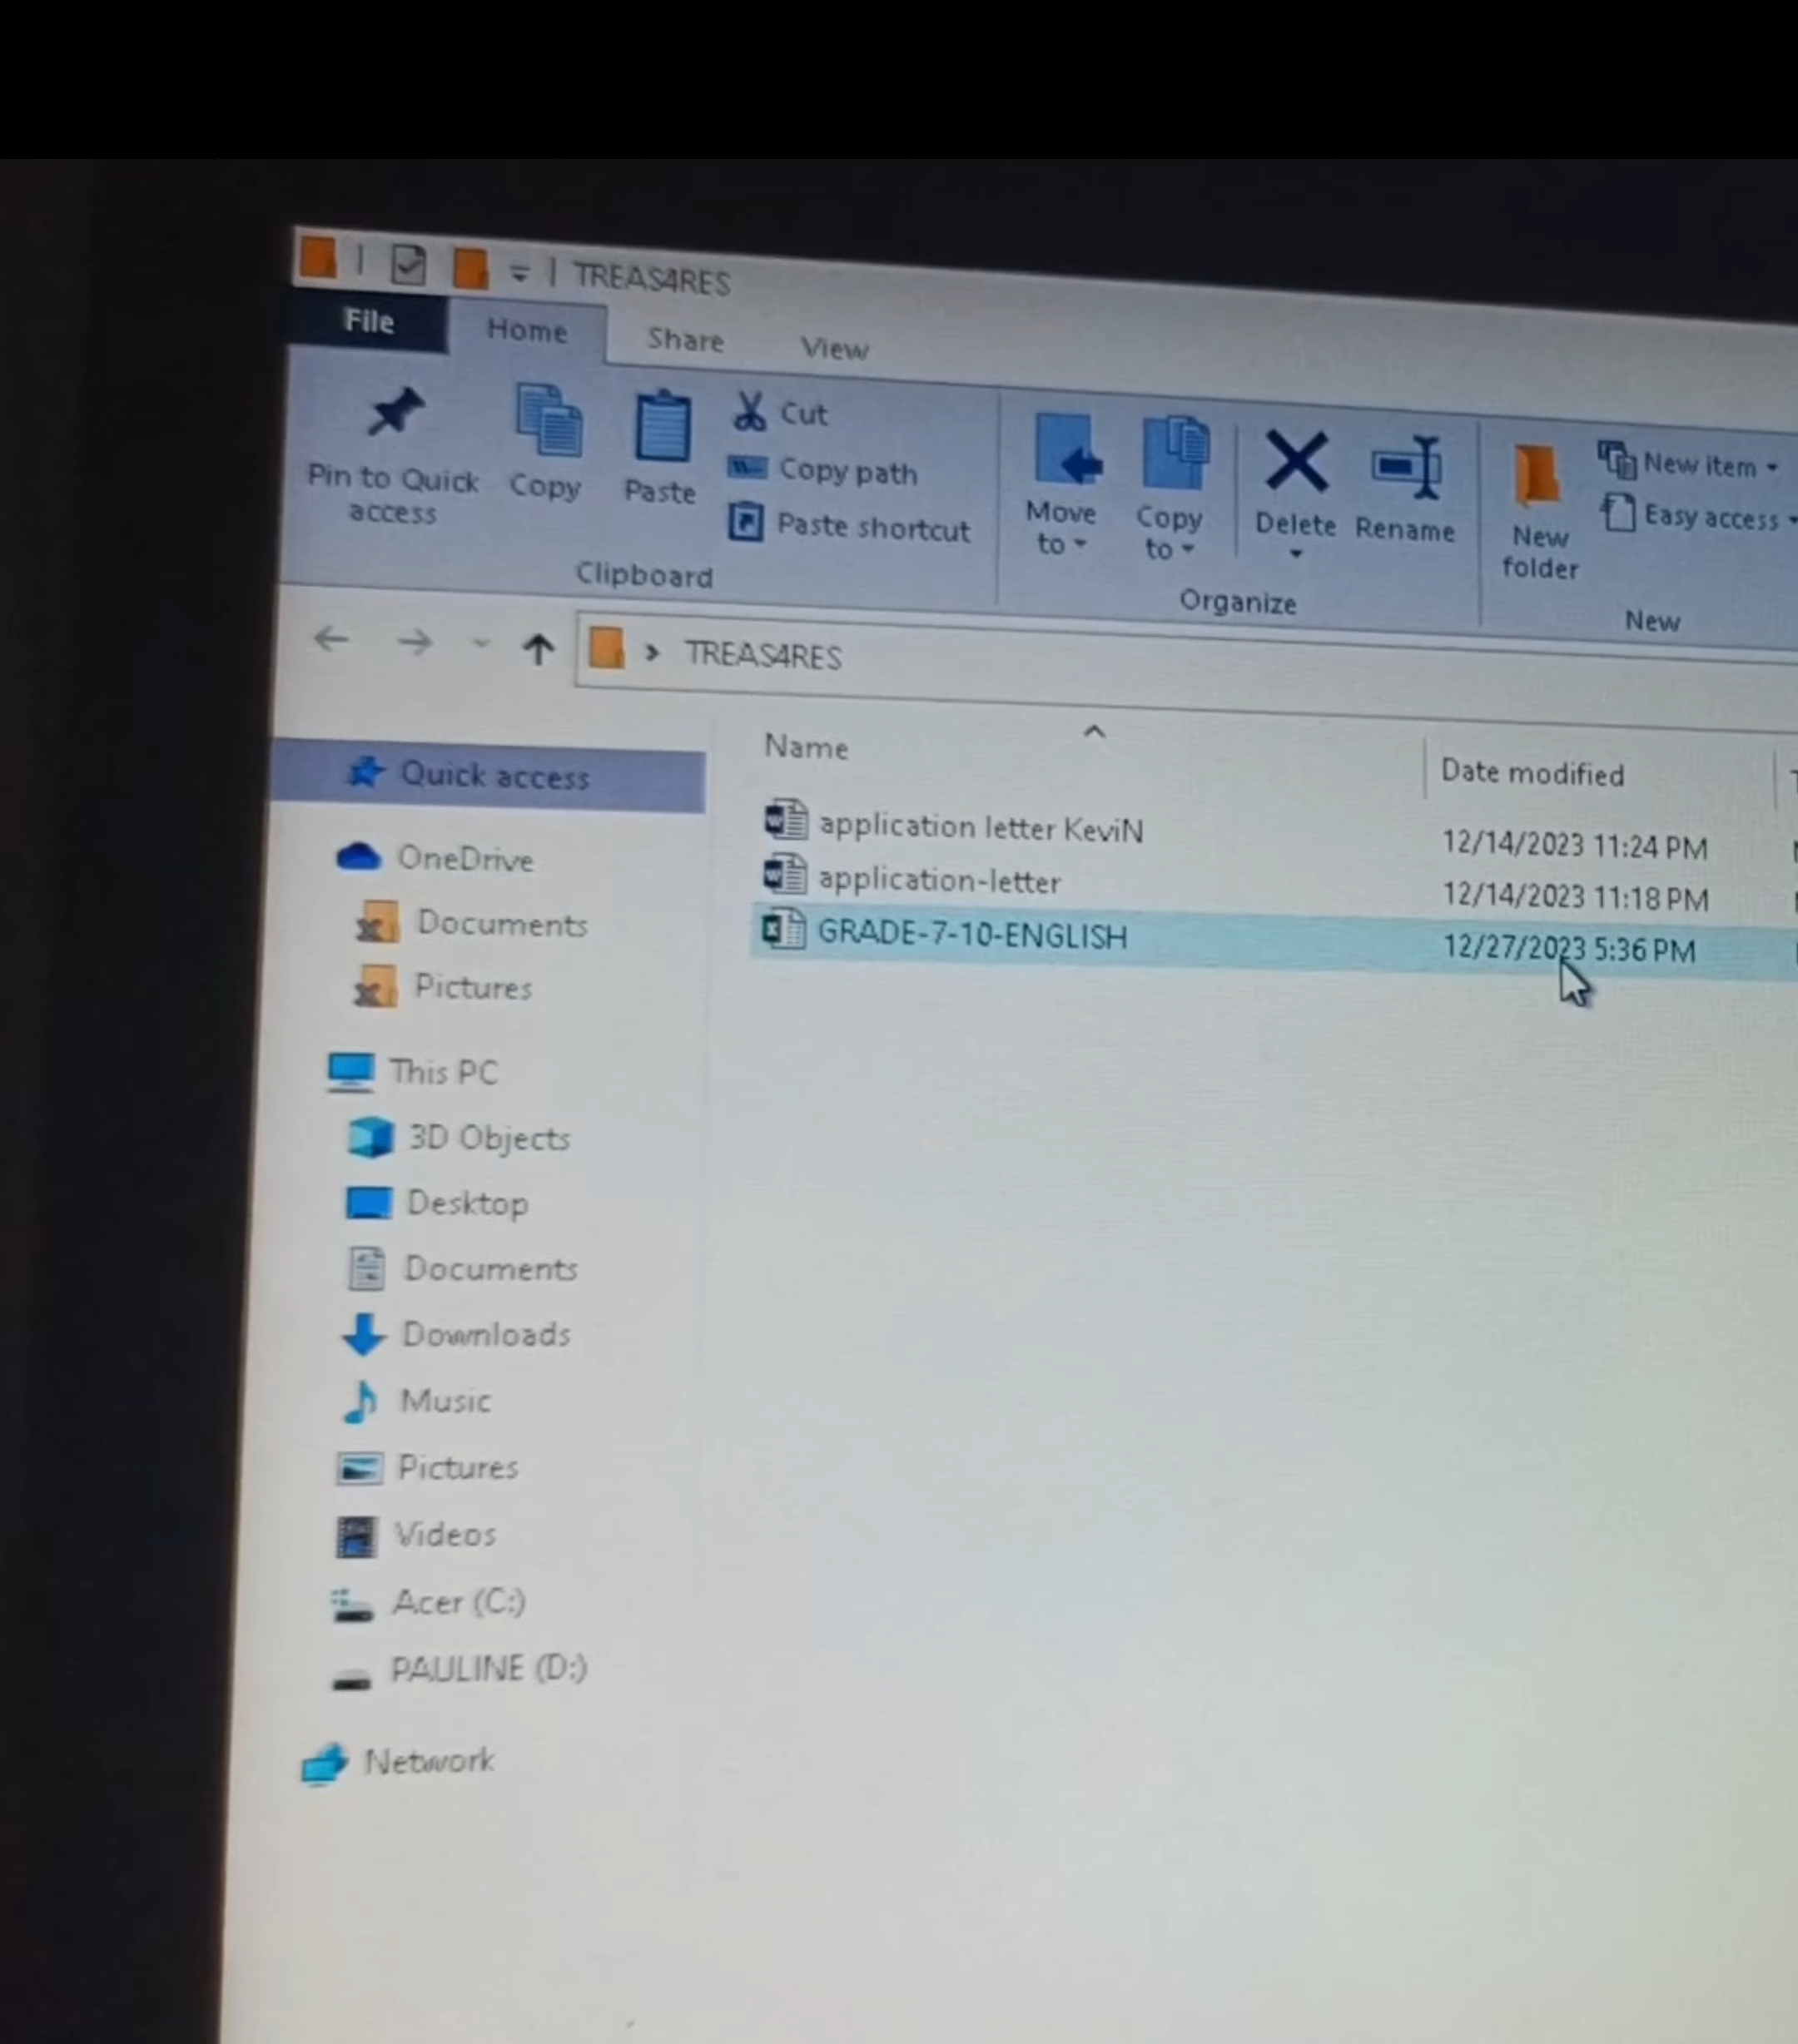 TREAS4RES
File Home Share View
Pin to Quick access
Copy
Paste
Cut
Copy path
Paste shortcut
Clipboard
Move to
Copy to
Delete
Rename
Organize
New folder
New item
Easy access
New
TREAS4RES
Name Date modified
application letter KeviN 12/14/2023 11:24 PM
application-letter 12/14/2023 11:18 PM
GRADE-7-10-ENGLISH 12/27/2023 5:36 PM
Quick access
OneDrive
Documents
Pictures
This PC
3D Objects
Desktop
Documents
Downloads
Music
Pictures
Videos
Acer (C:)
PAULINE (D:)
Network